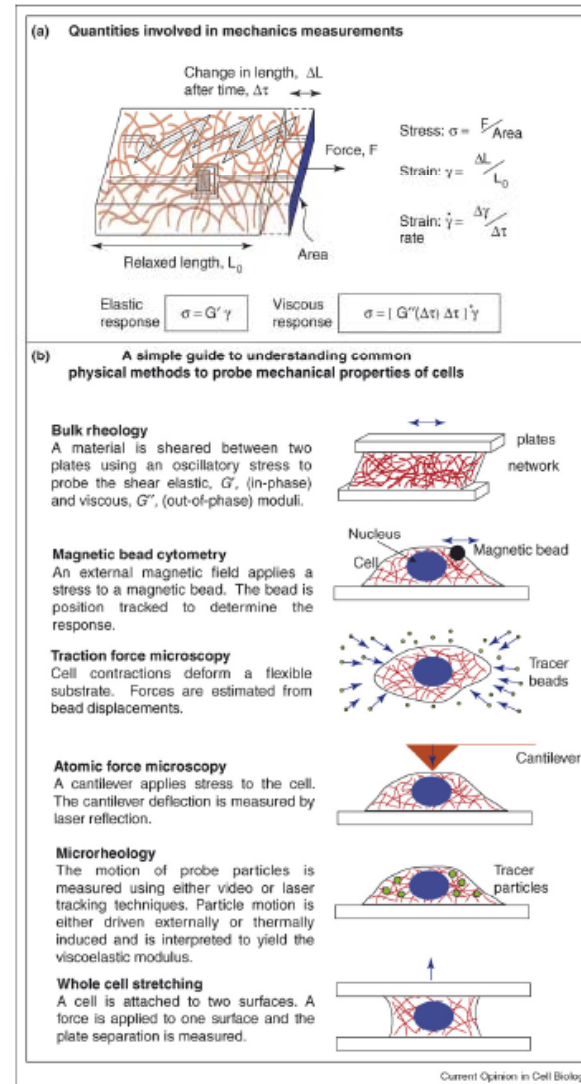 (a) Quantities involved in mechanics measurements
Change in length, ΔL
after time, Δτ
Force, F
Area
Relaxed length, L₀
Stress: σ = F/Area
Strain: γ = ΔL/L₀
Strain: γ̇ = Δγ/Δτ
rate
Elastic
response
σ = G′ γ
Viscous
response
σ = [ G″(Δτ) Δτ ] γ̇
(b) A simple guide to understanding common
physical methods to probe mechanical properties of cells
Bulk rheology
A material is sheared between two
plates using an oscillatory stress to
probe the shear elastic, G′, (in-phase)
and viscous, G″, (out-of-phase) moduli.
plates
network
Magnetic bead cytometry
An external magnetic field applies a
stress to a magnetic bead. The bead is
position tracked to determine the
response.
Nucleus
Cell
Magnetic bead
Traction force microscopy
Cell contractions deform a flexible
substrate. Forces are estimated from
bead displacements.
Tracer
beads
Atomic force microscopy
A cantilever applies stress to the cell.
The cantilever deflection is measured by
laser reflection.
Cantilever
Microrheology
The motion of probe particles is
measured using either video or laser
tracking techniques. Particle motion is
either driven externally or thermally
induced and is interpreted to yield the
viscoelastic modulus.
Tracer
particles
Whole cell stretching
A cell is attached to two surfaces. A
force is applied to one surface and the
plate separation is measured.
Current Opinion in Cell Biolog